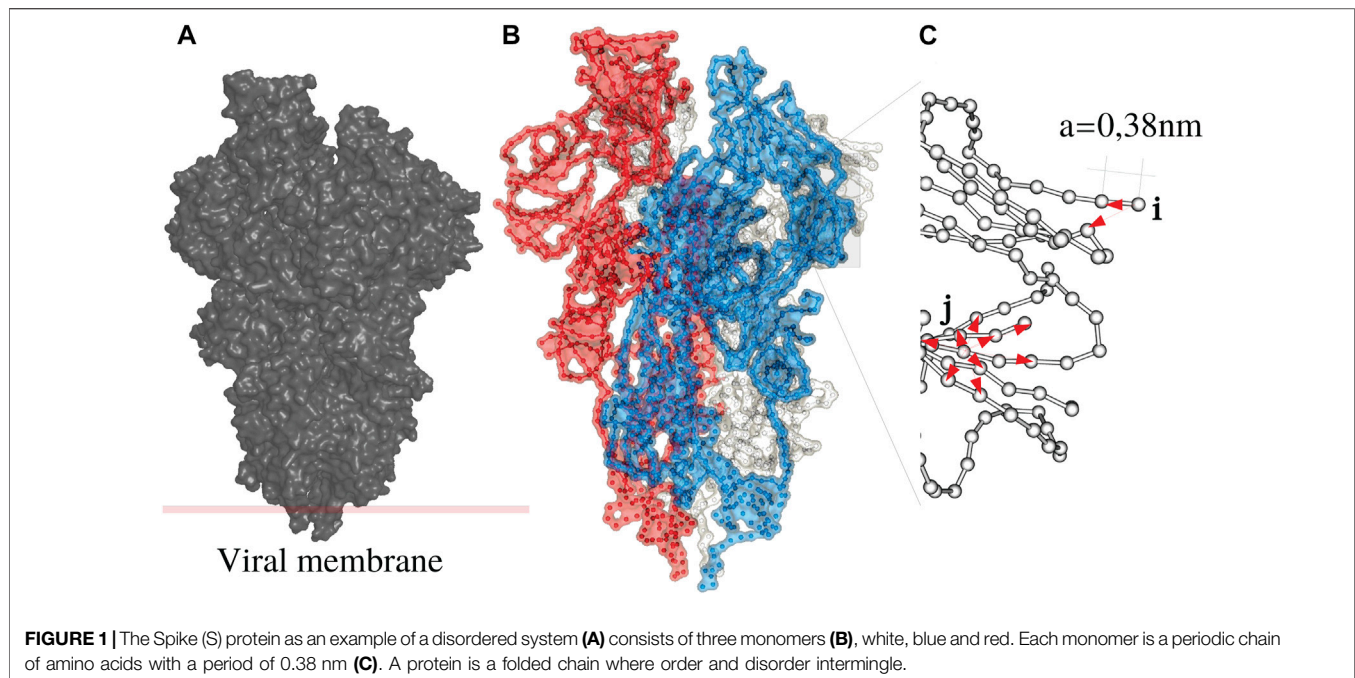 A
B
C
a=0,38nm
i
j
Viral membrane
FIGURE 1 | The Spike (S) protein as an example of a disordered system (A) consists of three monomers (B), white, blue and red. Each monomer is a periodic chain
of amino acids with a period of 0.38 nm (C). A protein is a folded chain where order and disorder intermingle.